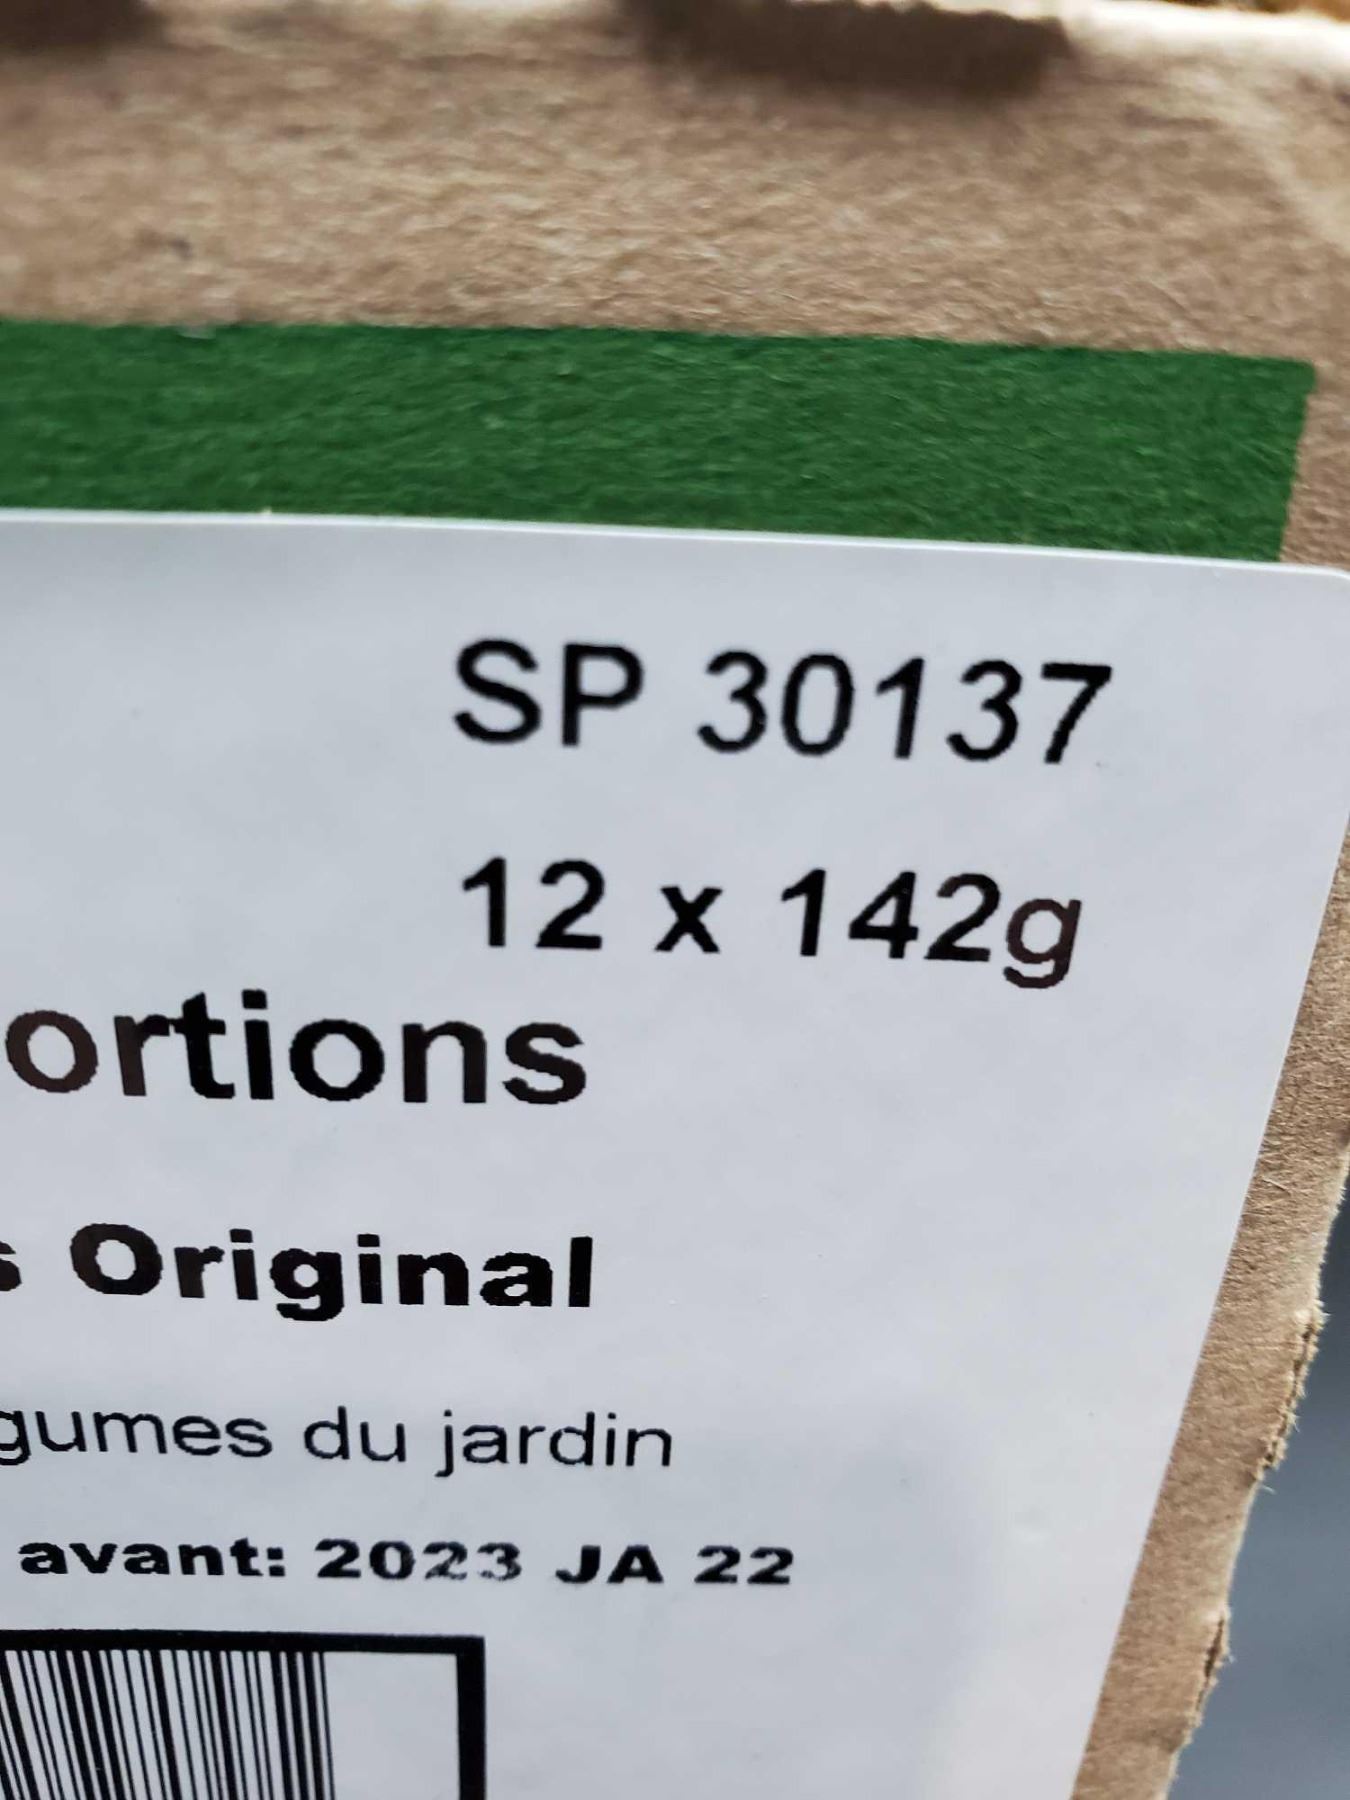 SP 30137
12 x 142g
ortions
s Original
gumes du jardin
avant: 2023 JA 22